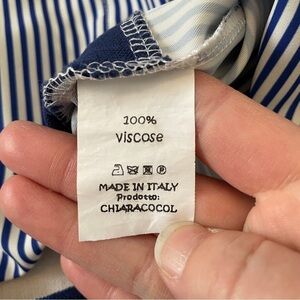 100%
Viscose
MADE IN ITALY
Prodotto:
CHIARACOCOL